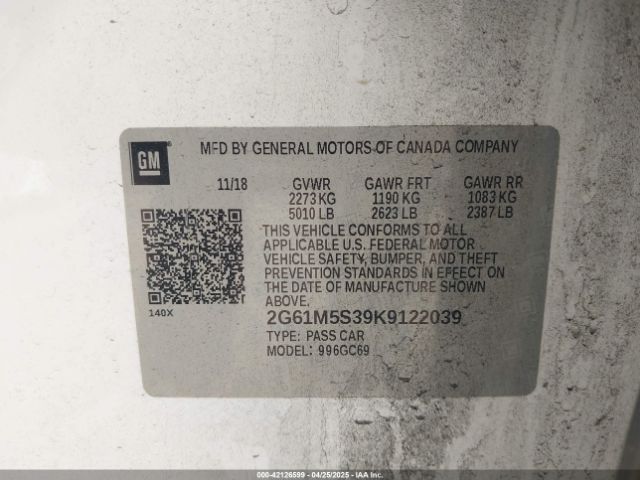 GM
MFD BY GENERAL MOTORS OF CANADA COMPANY
11/18 GVWR GAWR FRT GAWR RR
2273 KG 1190 KG 1083 KG
5010 LB 2623 LB 2387 LB
THIS VEHICLE CONFORMS TO ALL
APPLICABLE U.S. FEDERAL MOTOR
VEHICLE SAFETY, BUMPER, AND THEFT
PREVENTION STANDARDS IN EFFECT ON
THE DATE OF MANUFACTURE SHOWN
ABOVE.
140X
2G61M5S39K9122039
TYPE: PASS CAR
MODEL: 996GC69
000-42126599 - 04/25/2025 - IAA Inc.